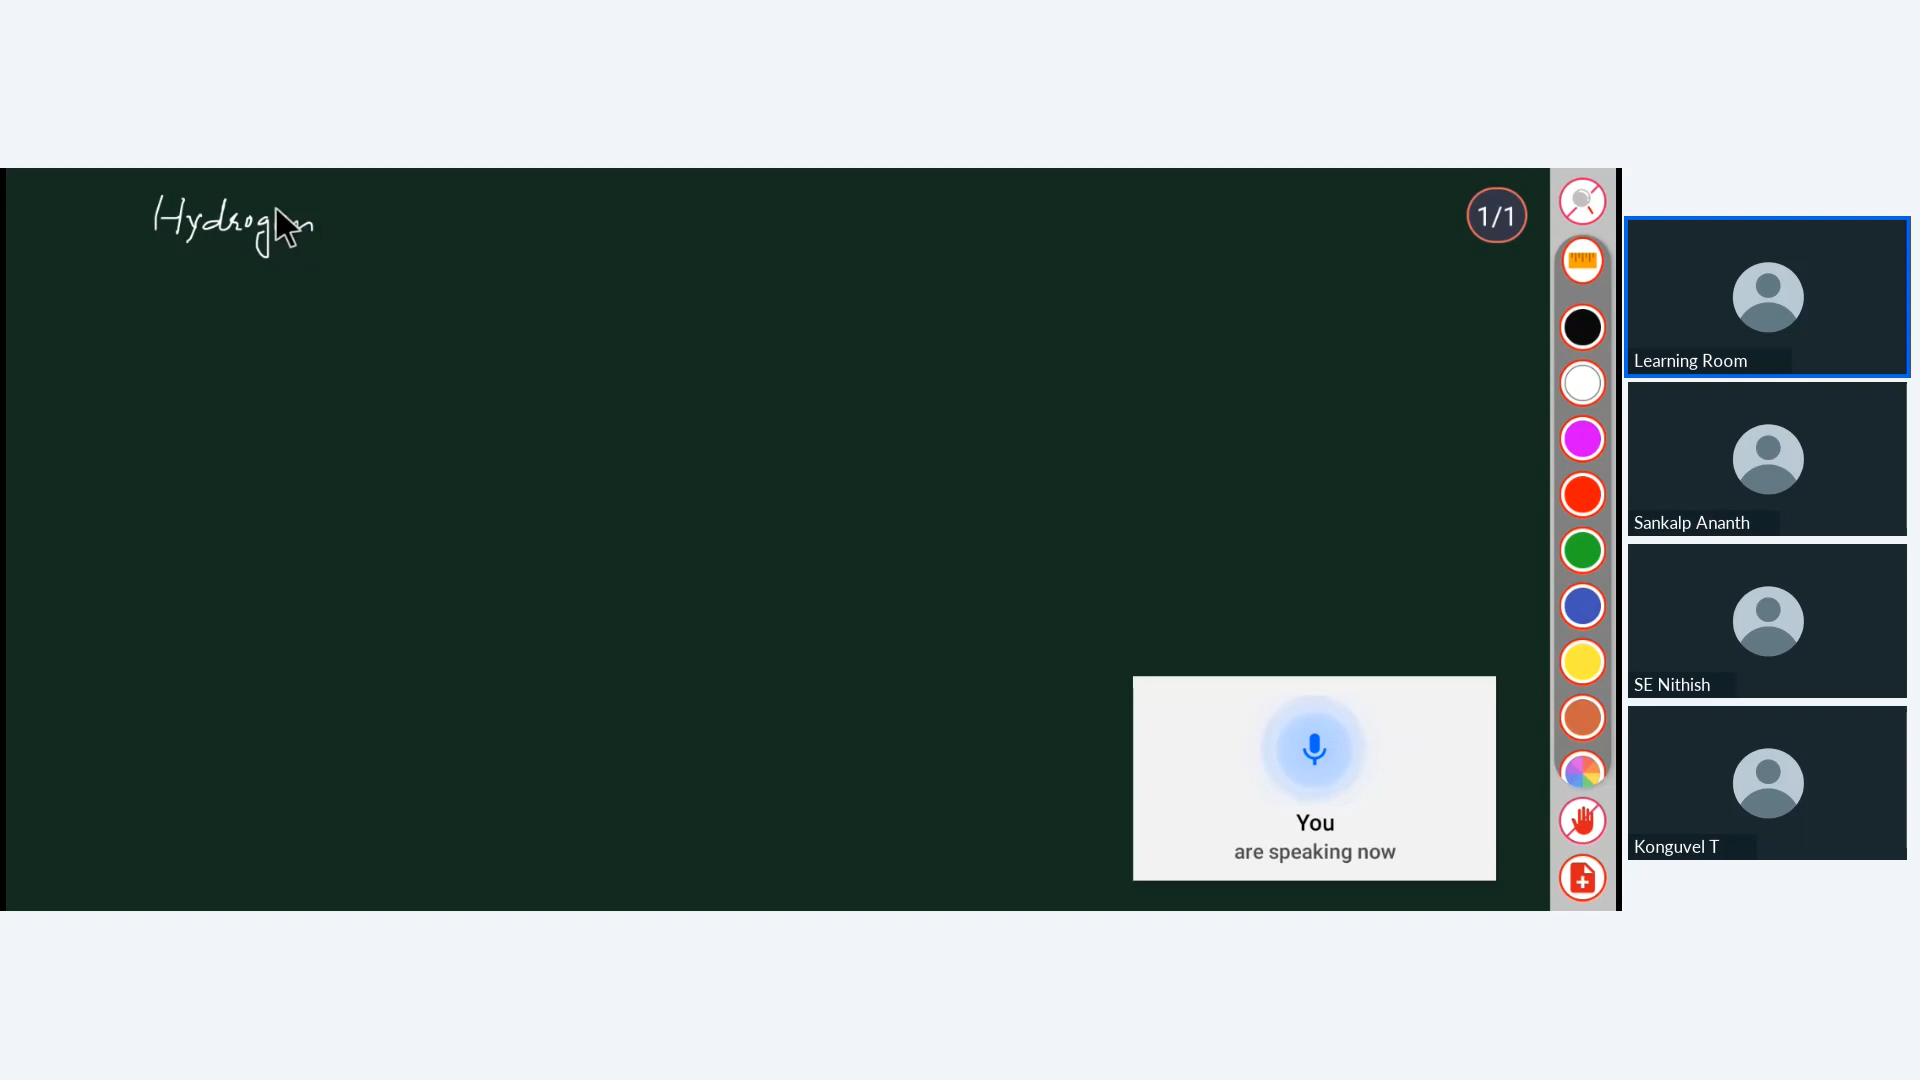 Hydrogen
1/1
You
are speaking now
Learning Room
Sankalp Ananth
SE Nithish
Konguvel T